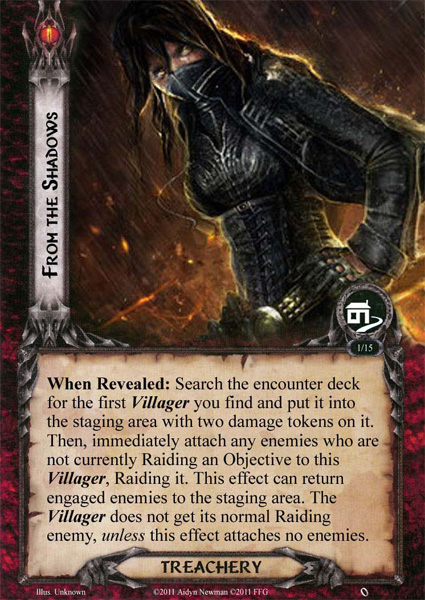 FROM THE SHADOWS
1/15
When Revealed: Search the encounter deck
for the first Villager you find and put it into
the staging area with two damage tokens on it.
Then, immediately attach any enemies who are
not currently Raiding an Objective to this
Villager, Raiding it. This effect can return
engaged enemies to the staging area. The
Villager does not get its normal Raiding
enemy, unless this effect attaches no enemies.
TREACHERY
Illus. Unknown ©2011 Aidyn Newman ©2011 FFG 0